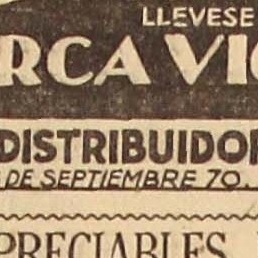 LLEVESE
RCA VI
DISTRIBUIDO
DE SEPTIEMBRE 70.
PRECIABLES